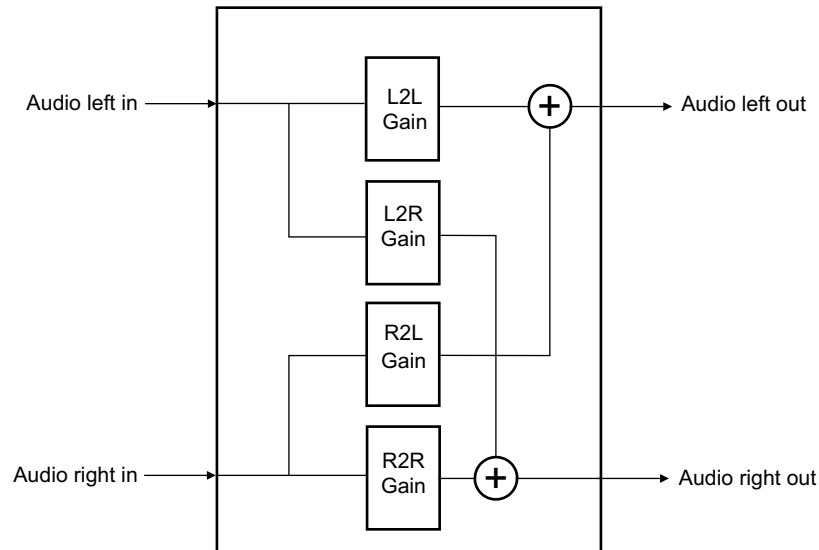 Audio left in
L2L
Gain
+
Audio left out
L2R
Gain
R2L
Gain
Audio right in
R2R
Gain
+
Audio right out